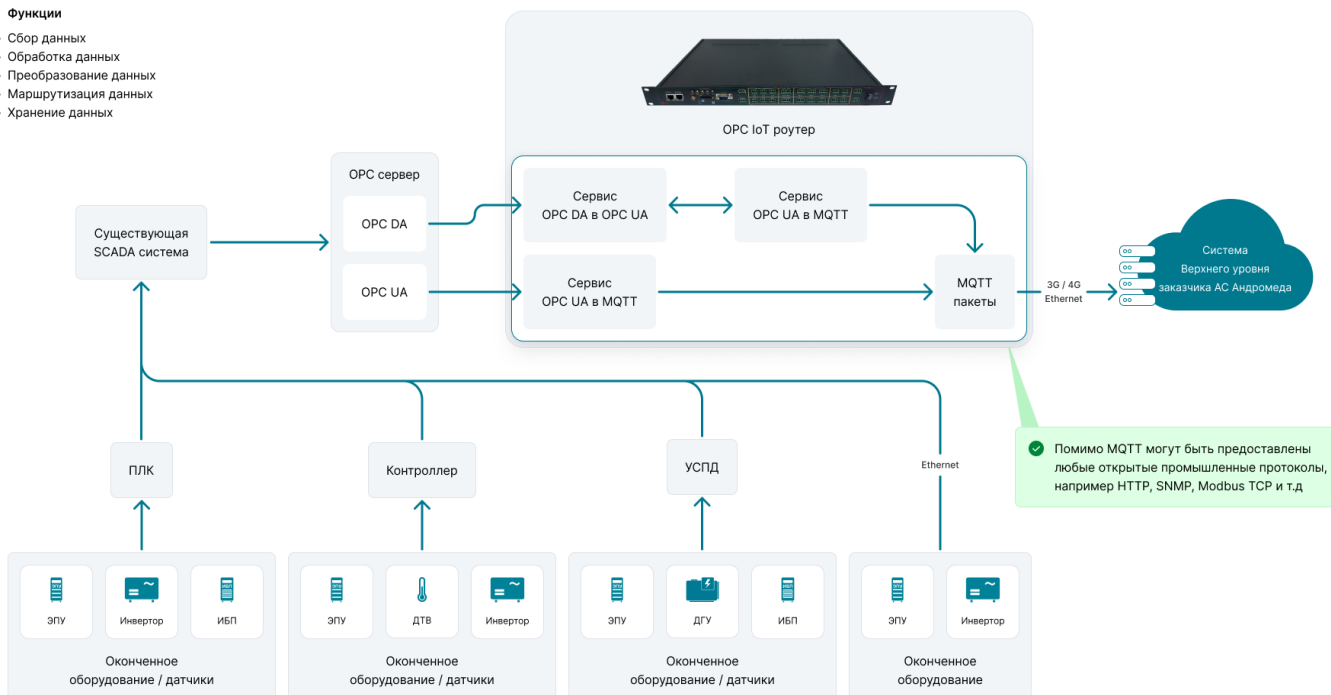 Функции
Сбор данных
Обработка данных
Преобразование данных
Маршрутизация данных
Хранение данных
OPC IoT роутер
OPC сервер
OPC DA
OPC UA
Существующая
SCADA система
Сервис
OPC DA в OPC UA
Сервис
OPC UA в MQTT
Сервис
OPC UA в MQTT
MQTT
пакеты
3G / 4G
Ethernet
Система
Верхнего уровня
заказчика АС Андромеда
Помимо MQTT могут быть предоставлены
любые открытые промышленные протоколы,
например HTTP, SNMP, Modbus TCP и т.д
ПЛК
Контроллер
УСПД
Ethernet
ЭПУ
Инвертор
ИБП
Оконченное
оборудование / датчики
ЭПУ
ДТВ
Инвертор
Оконченное
оборудование / датчики
ЭПУ
ДГУ
ИБП
Оконченное
оборудование / датчики
ЭПУ
Инвертор
Оконченное
оборудование